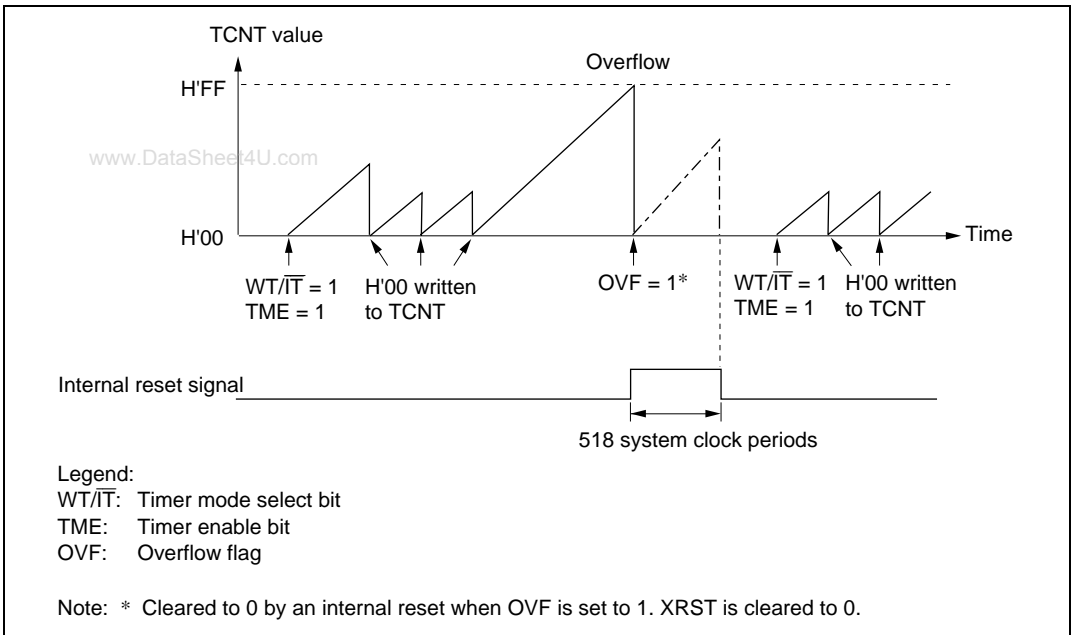 TCNT value
Overflow
H'FF
www.DataSheet4U.com
H'00
Time
WT/I̅T̅ = 1
TME = 1
H'00 written
to TCNT
OVF = 1*
WT/I̅T̅ = 1
TME = 1
H'00 written
to TCNT
Internal reset signal
518 system clock periods
Legend:
WT/I̅T̅: Timer mode select bit
TME: Timer enable bit
OVF: Overflow flag
Note: * Cleared to 0 by an internal reset when OVF is set to 1. XRST is cleared to 0.